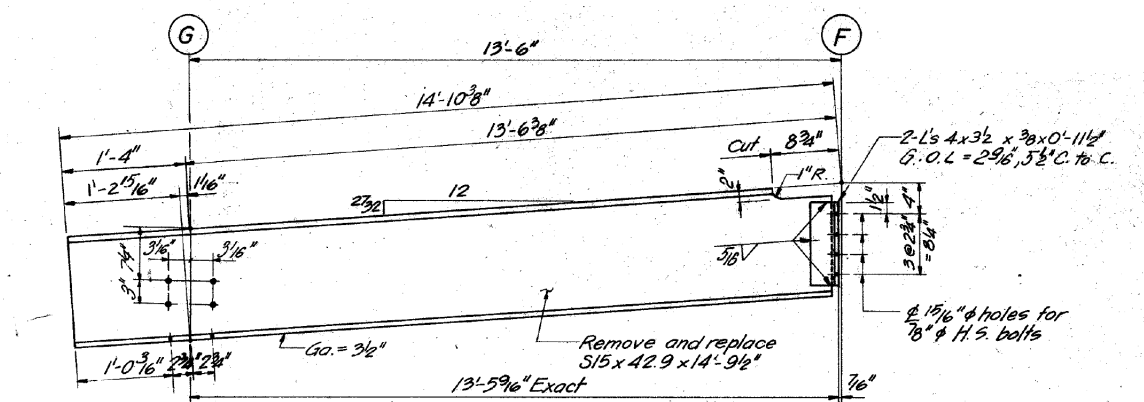 G
F
13'-6"
14'-10 3/8"
13'-6 3/8"
1'-4"
Cut
8 3/4"
2-L's 4 x 3 1/2 x 3/8 x 0'-11 1/2"
G.O.L = 2 9/16", 5 1/2" C. to C.
1'-2 15/16"
1 1/16"
2"
1" R.
27/32
12
1 1/2"
4"
3 1/16"
3 1/16"
7 1/4"
3"
5/16
3 @ 2 3/4"
= 8 1/4"
℄ 15/16" φ holes for
7/8" φ H.S. bolts
Ga. = 3 1/2"
Remove and replace
S15 x 42.9 x 14'-9 1/2"
1'-0 3/16"
2 3/4"
2 3/4"
13'-5 9/16" Exact
7/16"